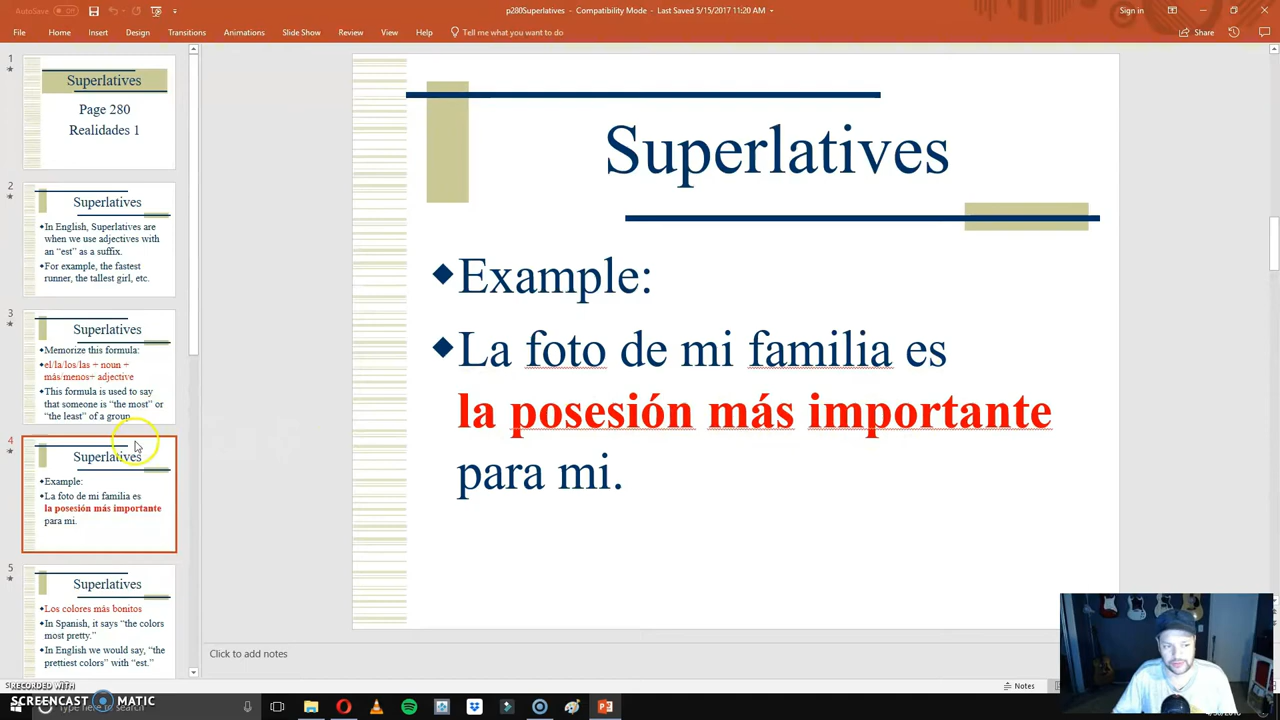 AutoSave
Off
p280Superlatives - Compatibility Mode - Last Saved 5/15/2017 11:20 AM
Sign in
File Home Insert Design Transitions Animations Slide Show Review View Help Tell me what you want to do
Share
1
Superlatives
Page 280
Realidades 1
2
Superlatives
In English, Superlatives are
when we use adjectives with
an “est” as a suffix.
For example, the fastest
runner, the tallest girl, etc.
3
Superlatives
Memorize this formula:
el/la/los/las + noun +
más/menos+ adjective
This formula is used to say
that someone is “the most” or
“the least” of a group.
4
Superlatives
Example:
La foto de mi familia es
la posesión más importante
para mi.
5
Superlatives
Los colores más bonitos
In Spanish, it says “the colors
most pretty.”
In English we would say, “the
prettiest colors” with “est.”
Superlatives
Example:
La foto de mi familia es
la posesión más importante
para mi.
Click to add notes
Notes
RECORDED WITH
SCREENCAST MATIC